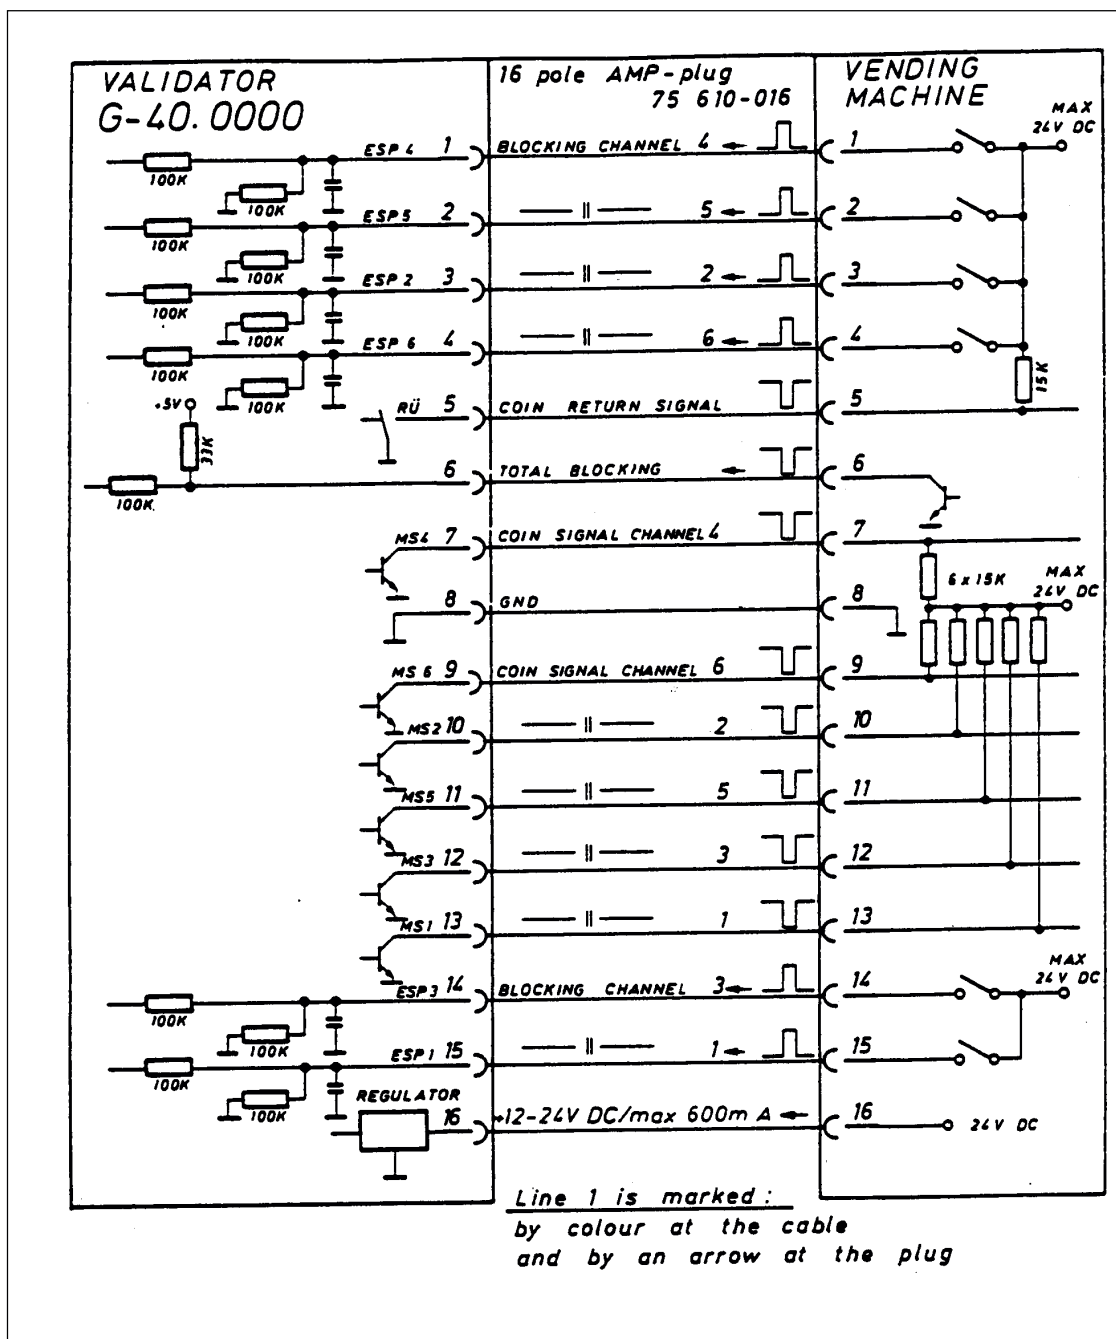 VALIDATOR
G-40.0000
16 pole AMP-plug
75 610-016
VENDING
MACHINE
MAX
24V DC
ESP 4 1 BLOCKING CHANNEL 4 1
100K
100K
ESP 5 2 — || — 5 2
100K
100K
ESP 2 3 — || — 2 3
100K
100K
ESP 6 4 — || — 6 4
100K
100K
15K
+5V
33K
RÜ 5 COIN RETURN SIGNAL 5
6 TOTAL BLOCKING 6
100K
MS4 7 COIN SIGNAL CHANNEL 4 7
6 x 15K
MAX
24V DC
8 GND 8
MS 6 9 COIN SIGNAL CHANNEL 6 9
MS2 10 — || — 2 10
MS5 11 — || — 5 11
MS3 12 — || — 3 12
MS1 13 — || — 1 13
MAX
24V DC
ESP 3 14 BLOCKING CHANNEL 3 14
100K
100K
ESP 1 15 — || — 1 15
100K
100K
REGULATOR
16 +12-24V DC/max 600m A 16
24V DC
Line 1 is marked:
by colour at the cable
and by an arrow at the plug